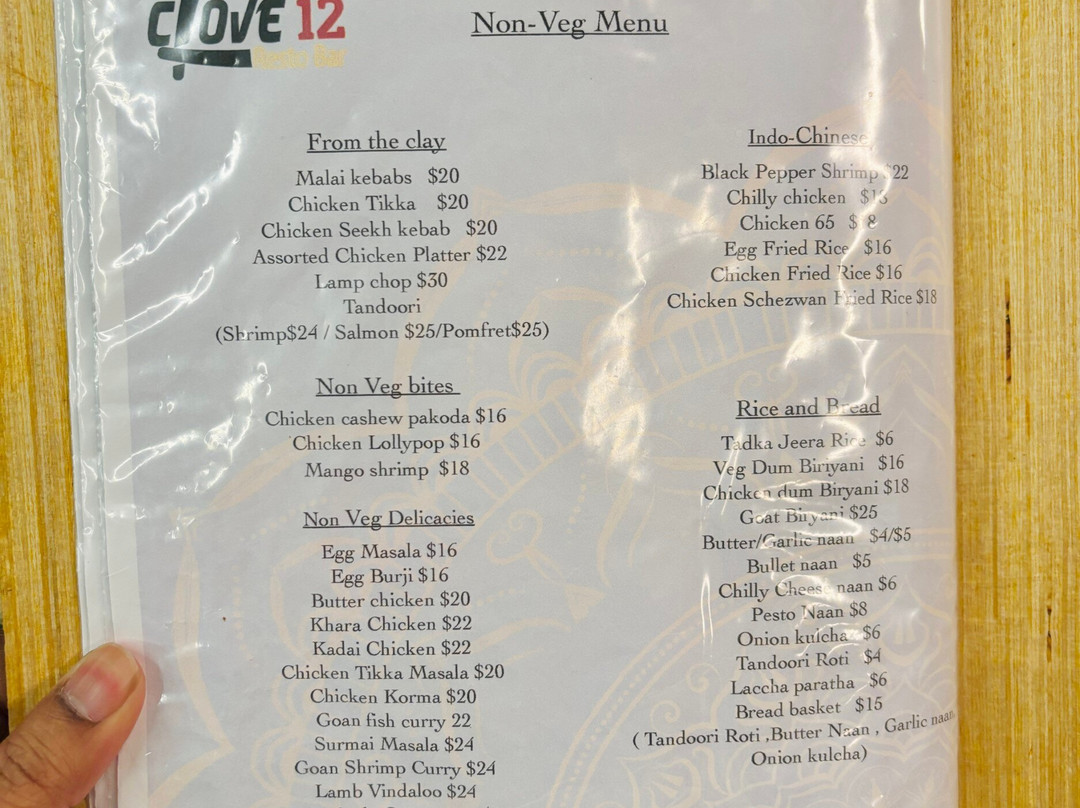 CLOVE 12
Resto Bar
Non-Veg Menu
From the clay
Malai kebabs $20
Chicken Tikka $20
Chicken Seekh kebab $20
Assorted Chicken Platter $22
Lamp chop $30
Tandoori
(Shrimp$24 / Salmon $25/Pomfret$25)
Non Veg bites
Chicken cashew pakoda $16
Chicken Lollypop $16
Mango shrimp $18
Non Veg Delicacies
Egg Masala $16
Egg Burji $16
Butter chicken $20
Khara Chicken $22
Kadai Chicken $22
Chicken Tikka Masala $20
Chicken Korma $20
Goan fish curry 22
Surmai Masala $24
Goan Shrimp Curry $24
Lamb Vindaloo $24
Indo-Chinese
Black Pepper Shrimp $22
Chilly chicken
Chicken 65
Egg Fried Rice $16
Chicken Fried Rice $16
Chicken Schezwan Fried Rice $18
Rice and Bread
Tadka Jeera Rice $6
Veg Dum Biriyani $16
Chicken dum Biryani $18
Goat Biryani $25
Butter/Garlic naan $4/$5
Bullet naan $5
Chilly Cheese naan $6
Pesto Naan $8
Onion kulcha $6
Tandoori Roti $4
Laccha paratha $6
Bread basket $15
( Tandoori Roti ,Butter Naan , Garlic naan,
Onion kulcha)